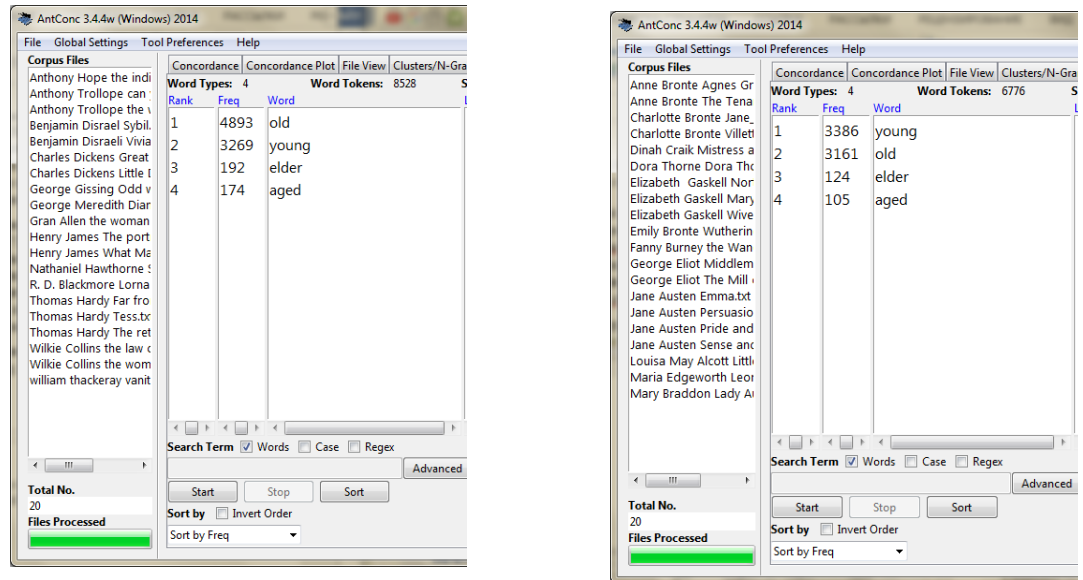 AntConc 3.4.4w (Windows) 2014
File Global Settings Tool Preferences Help
Corpus Files
Anthony Hope the indi
Anthony Trollope can
Anthony Trollope the
Benjamin Disrael Sybil.
Benjamin Disraeli Vivia
Charles Dickens Great
Charles Dickens Little
George Gissing Odd
George Meredith Diar
Gran Allen the woman
Henry James The port
Henry James What Ma
Nathaniel Hawthorne
R. D. Blackmore Lorna
Thomas Hardy Far fro
Thomas Hardy Tess.tx
Thomas Hardy The ret
Wilkie Collins the law
Wilkie Collins the wom
william thackeray vanit
Total No.
20
Files Processed
Concordance Concordance Plot File View Clusters/N-Gra
Word Types: 4 Word Tokens: 8528 S
Rank Freq Word
1 4893 old
2 3269 young
3 192 elder
4 174 aged
Search Term Words Case Regex
Advanced
Start Stop Sort
Sort by Invert Order
Sort by Freq
AntConc 3.4.4w (Windows) 2014
File Global Settings Tool Preferences Help
Corpus Files
Anne Bronte Agnes Gr
Anne Bronte The Tena
Charlotte Bronte Jane_
Charlotte Bronte Villet
Dinah Craik Mistress a
Dora Thorne Dora Tho
Elizabeth Gaskell Nor
Elizabeth Gaskell Mary
Elizabeth Gaskell Wive
Emily Bronte Wutherin
Fanny Burney the Wan
George Eliot Middlem
George Eliot The Mill
Jane Austen Emma.txt
Jane Austen Persuasio
Jane Austen Pride and
Jane Austen Sense and
Louisa May Alcott Littl
Maria Edgeworth Leor
Mary Braddon Lady Au
Total No.
20
Files Processed
Concordance Concordance Plot File View Clusters/N-Gra
Word Types: 4 Word Tokens: 6776 S
Rank Freq Word
1 3386 young
2 3161 old
3 124 elder
4 105 aged
Search Term Words Case Regex
Advanced
Start Stop Sort
Sort by Invert Order
Sort by Freq